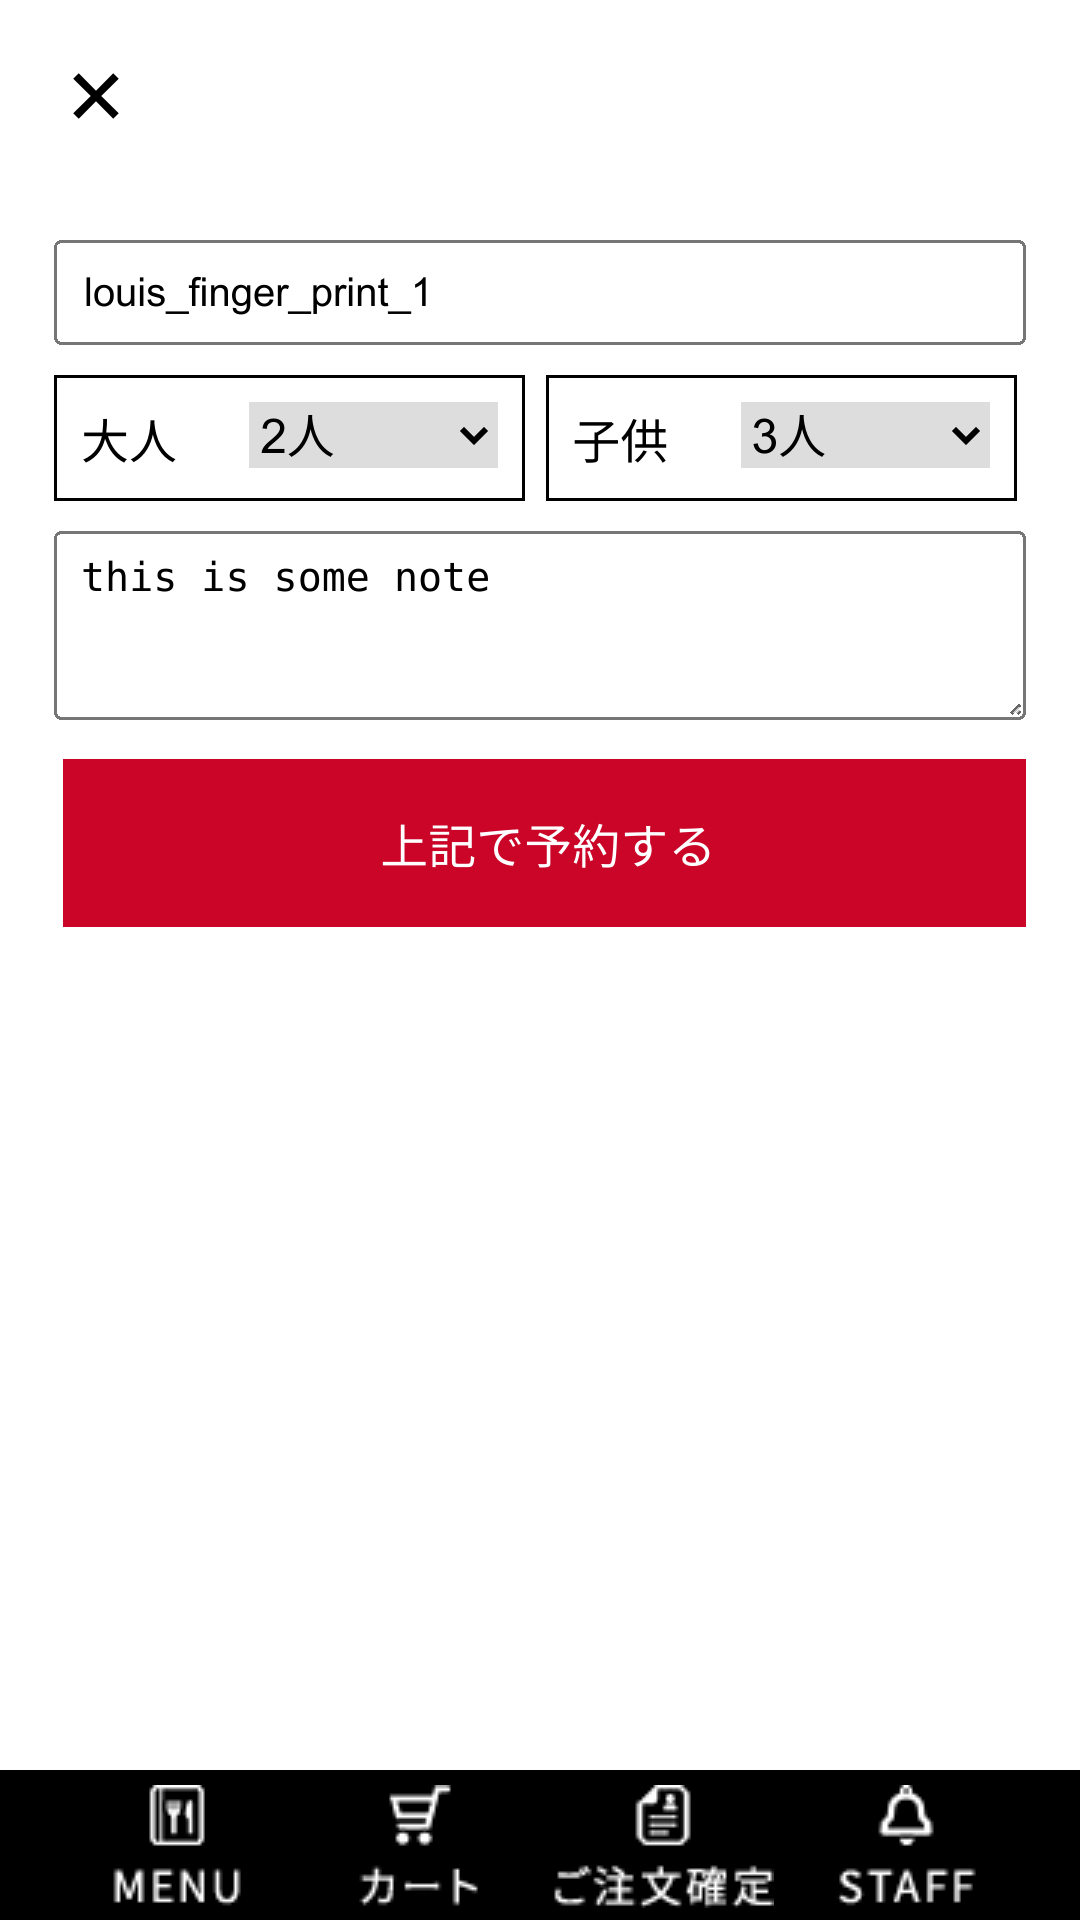 louis_finger_print_1
大人 2人 子供 3人
this is some note
上記で予約する
MENU カート ご注文確定 STAFF